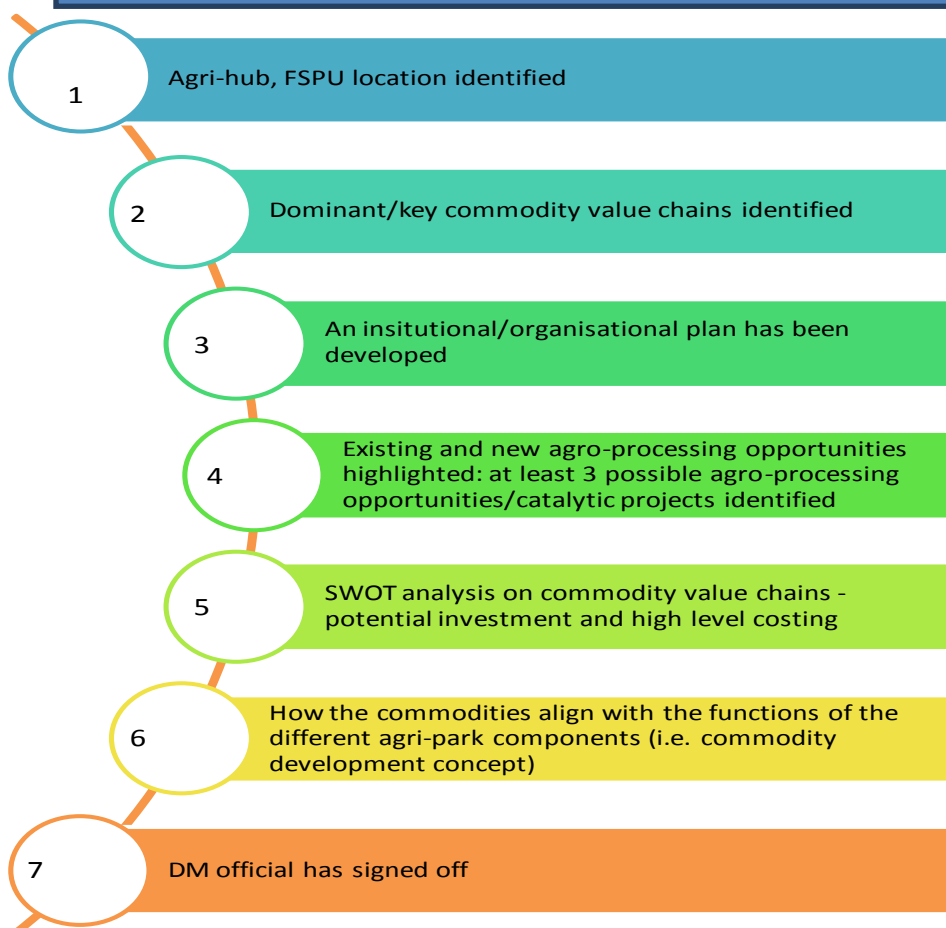 1
Agri-hub, FSPU location identified
2
Dominant/key commodity value chains identified
3
An insitutional/organisational plan has been
developed
4
Existing and new agro-processing opportunities
highlighted: at least 3 possible agro-processing
opportunities/catalytic projects identified
5
SWOT analysis on commodity value chains -
potential investment and high level costing
6
How the commodities align with the functions of the
different agri-park components (i.e. commodity
development concept)
7
DM official has signed off